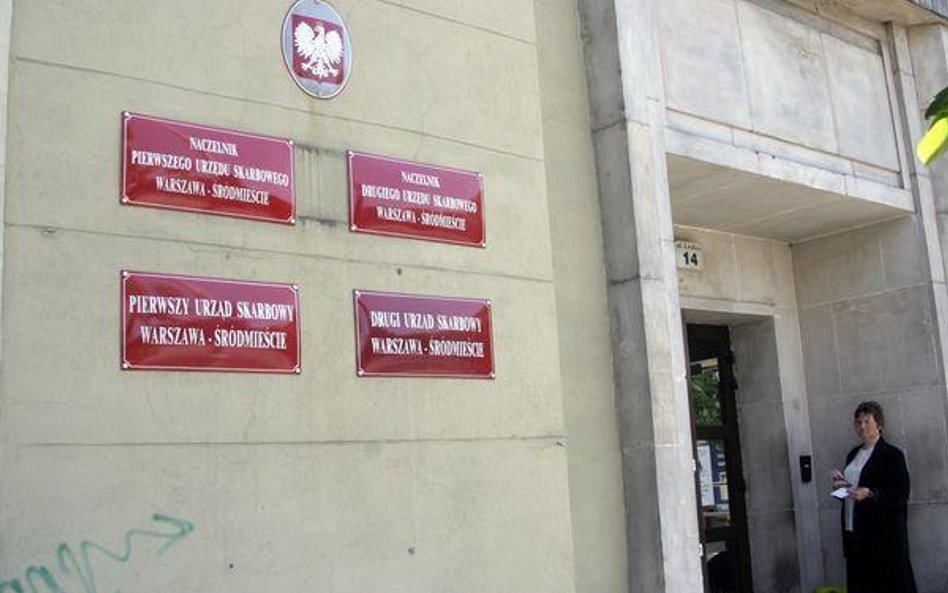 NACZELNIK
PIERWSZEGO URZĘDU SKARBOWEGO
WARSZAWA - ŚRÓDMIEŚCIE
NACZELNIK
DRUGIEGO URZĘDU SKARBOWEGO
WARSZAWA - ŚRÓDMIEŚCIE
PIERWSZY URZĄD SKARBOWY
WARSZAWA - ŚRÓDMIEŚCIE
DRUGI URZĄD SKARBOWY
WARSZAWA - ŚRÓDMIEŚCIE
14